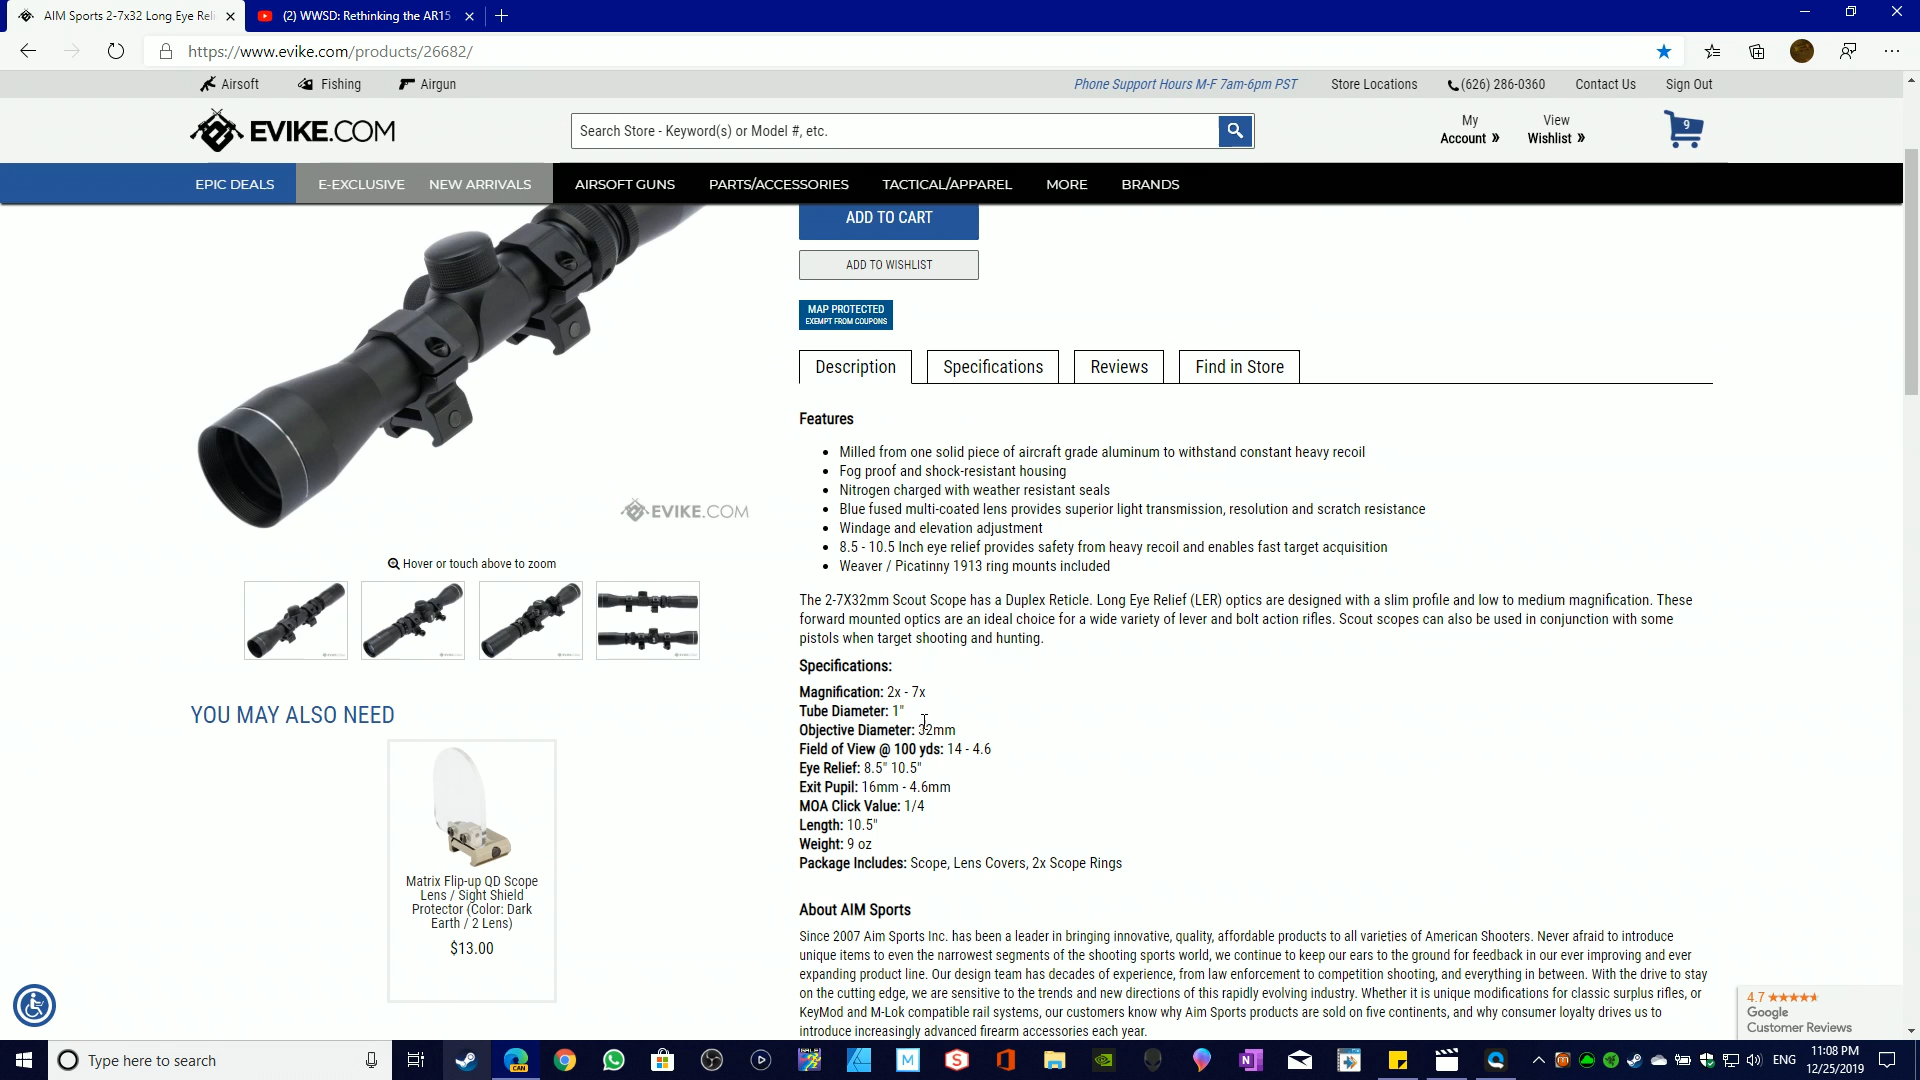 AIM Sports 2-7x32 Long Eye Reli
(2) WWSD: Rethinking the AR15
https://www.evike.com/products/26682/
Airsoft
Fishing
Airgun
Phone Support Hours M-F 7am-6pm PST
Store Locations
(626) 286-0360
Contact Us
Sign Out
EVIKE.COM
Search Store - Keyword(s) or Model #, etc.
My
Account »
View
Wishlist »
9
EPIC DEALS
E-EXCLUSIVE
NEW ARRIVALS
AIRSOFT GUNS
PARTS/ACCESSORIES
TACTICAL/APPAREL
MORE
BRANDS
ADD TO CART
ADD TO WISHLIST
MAP PROTECTED
EXEMPT FROM COUPONS
Description
Specifications
Reviews
Find in Store
Features
• Milled from one solid piece of aircraft grade aluminum to withstand constant heavy recoil
• Fog proof and shock-resistant housing
• Nitrogen charged with weather resistant seals
• Blue fused multi-coated lens provides superior light transmission, resolution and scratch resistance
• Windage and elevation adjustment
• 8.5 - 10.5 Inch eye relief provides safety from heavy recoil and enables fast target acquisition
• Weaver / Picatinny 1913 ring mounts included
EVIKE.COM
Hover or touch above to zoom
The 2-7X32mm Scout Scope has a Duplex Reticle. Long Eye Relief (LER) optics are designed with a slim profile and low to medium magnification. These
forward mounted optics are an ideal choice for a wide variety of lever and bolt action rifles. Scout scopes can also be used in conjunction with some
pistols when target shooting and hunting.
Specifications:
Magnification: 2x - 7x
Tube Diameter: 1"
Objective Diameter: 32mm
Field of View @ 100 yds: 14 - 4.6
Eye Relief: 8.5" 10.5"
Exit Pupil: 16mm - 4.6mm
MOA Click Value: 1/4
Length: 10.5"
Weight: 9 oz
Package Includes: Scope, Lens Covers, 2x Scope Rings
YOU MAY ALSO NEED
Matrix Flip-up QD Scope
Lens / Sight Shield
Protector (Color: Dark
Earth / 2 Lens)
$13.00
About AIM Sports
Since 2007 Aim Sports Inc. has been a leader in bringing innovative, quality, affordable products to all varieties of American Shooters. Never afraid to introduce
unique items to even the narrowest segments of the shooting sports world, we continue to keep our ears to the ground for feedback in our ever improving and ever
expanding product line. Our design team has decades of experience, from law enforcement to competition shooting, and everything in between. With the drive to stay
on the cutting edge, we are sensitive to the trends and new directions of this rapidly evolving industry. Whether it is unique modifications for classic surplus rifles, or
KeyMod and M-Lok compatible rail systems, our customers know why Aim Sports products are sold on five continents, and why consumer loyalty drives us to
introduce increasingly advanced firearm accessories each year.
4.7 ★★★★★
Google
Customer Reviews
Type here to search
CAN
ENG
11:08 PM
12/25/2019